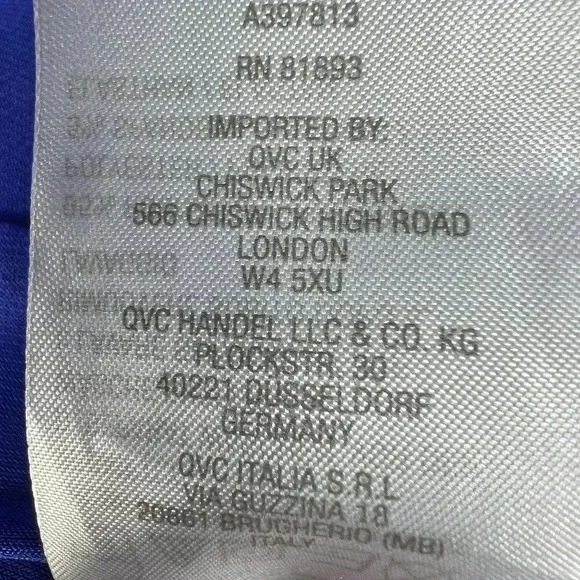 A397813
RN 81893
IMPORTED BY:
QVC UK
CHISWICK PARK
566 CHISWICK HIGH ROAD
LONDON
W4 5XU
QVC HANDEL LLC & CO. KG
PLOCKSTR. 30
40221 DUSSELDORF
GERMANY
QVC ITALIA S.R.L
VIA GUZZINA 18
20861 BRUGHERIO (MB)
ITALY